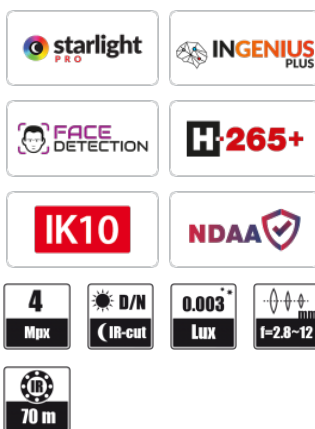 starlight
PRO
INGENIUS
PLUS
FACE
DETECTION
H.265+
IK10
NDAA
4
Mpx
D/N
IR-cut
0.003**
Lux
mm
f=2.8~12
IR
70 m